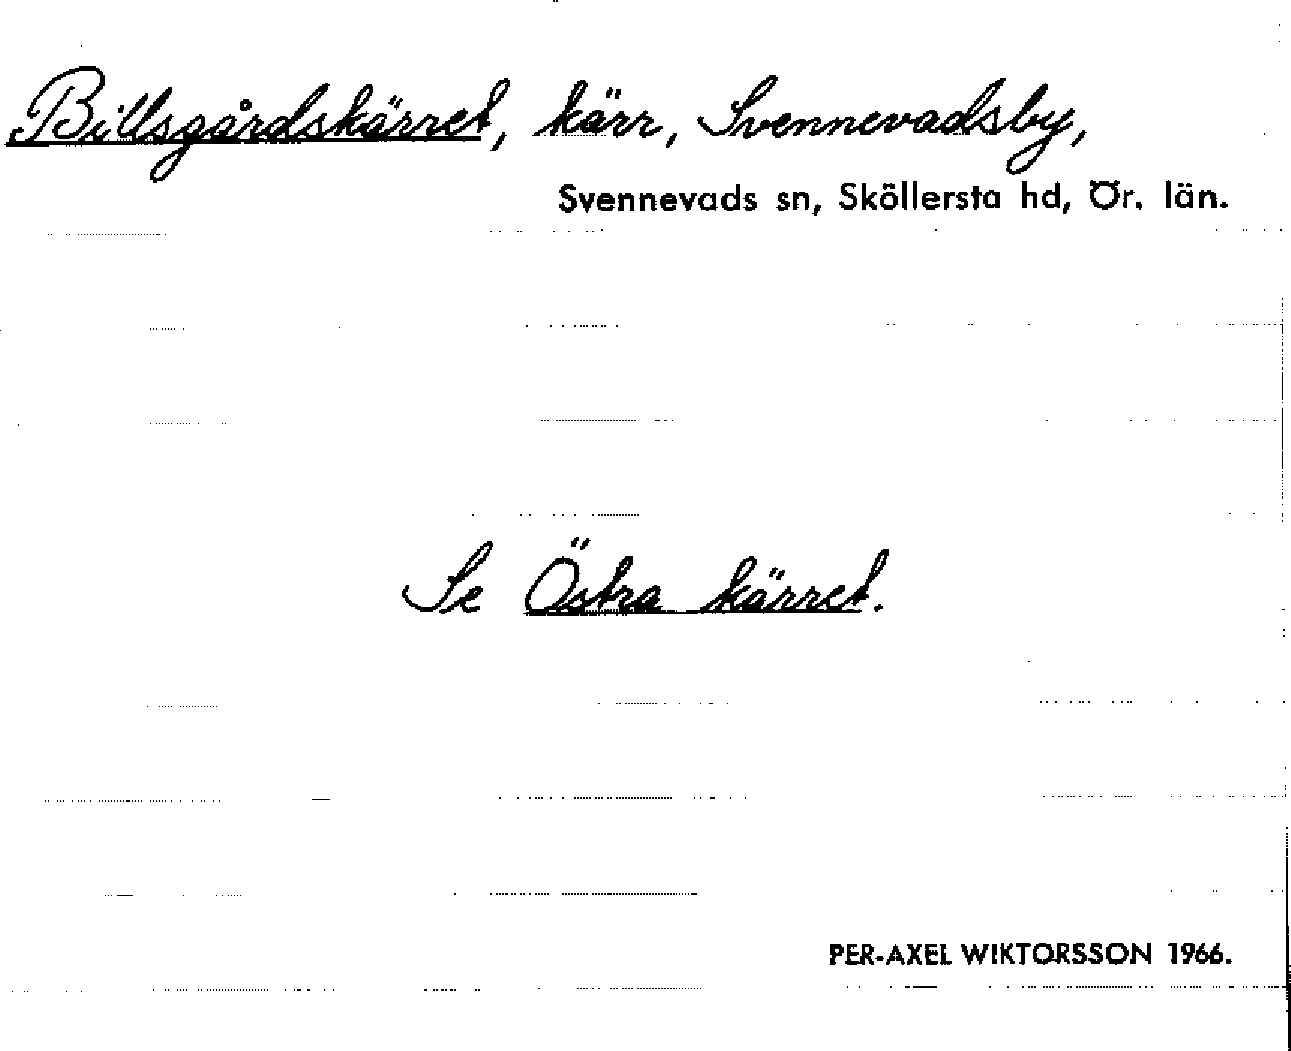 Billsgårdskärret, kärr, Svennevadsby,
Svennevads sn, Sköllersta hd, Ör. län.
Se Östra kärret.
PER-AXEL WIKTORSSON 1966.